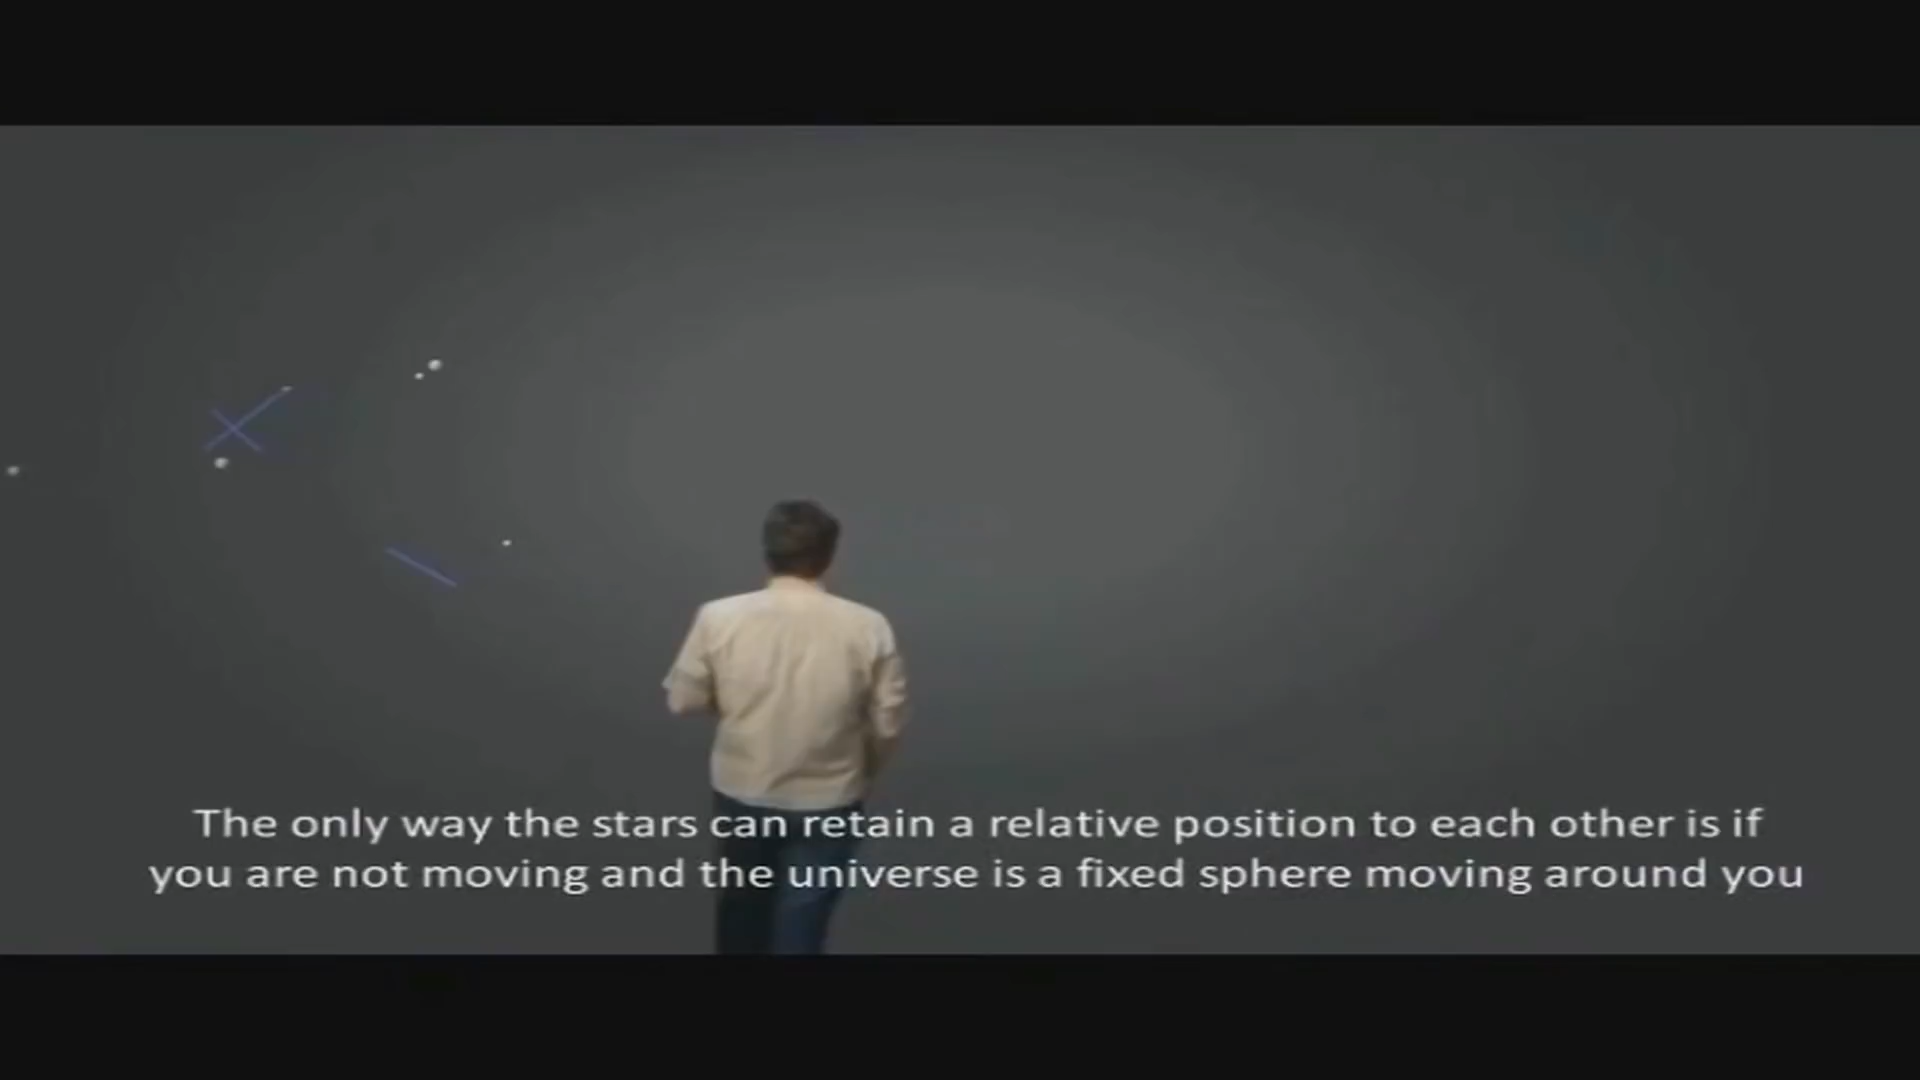 The only way the stars can retain a relative position to each other is if
you are not moving and the universe is a fixed sphere moving around you